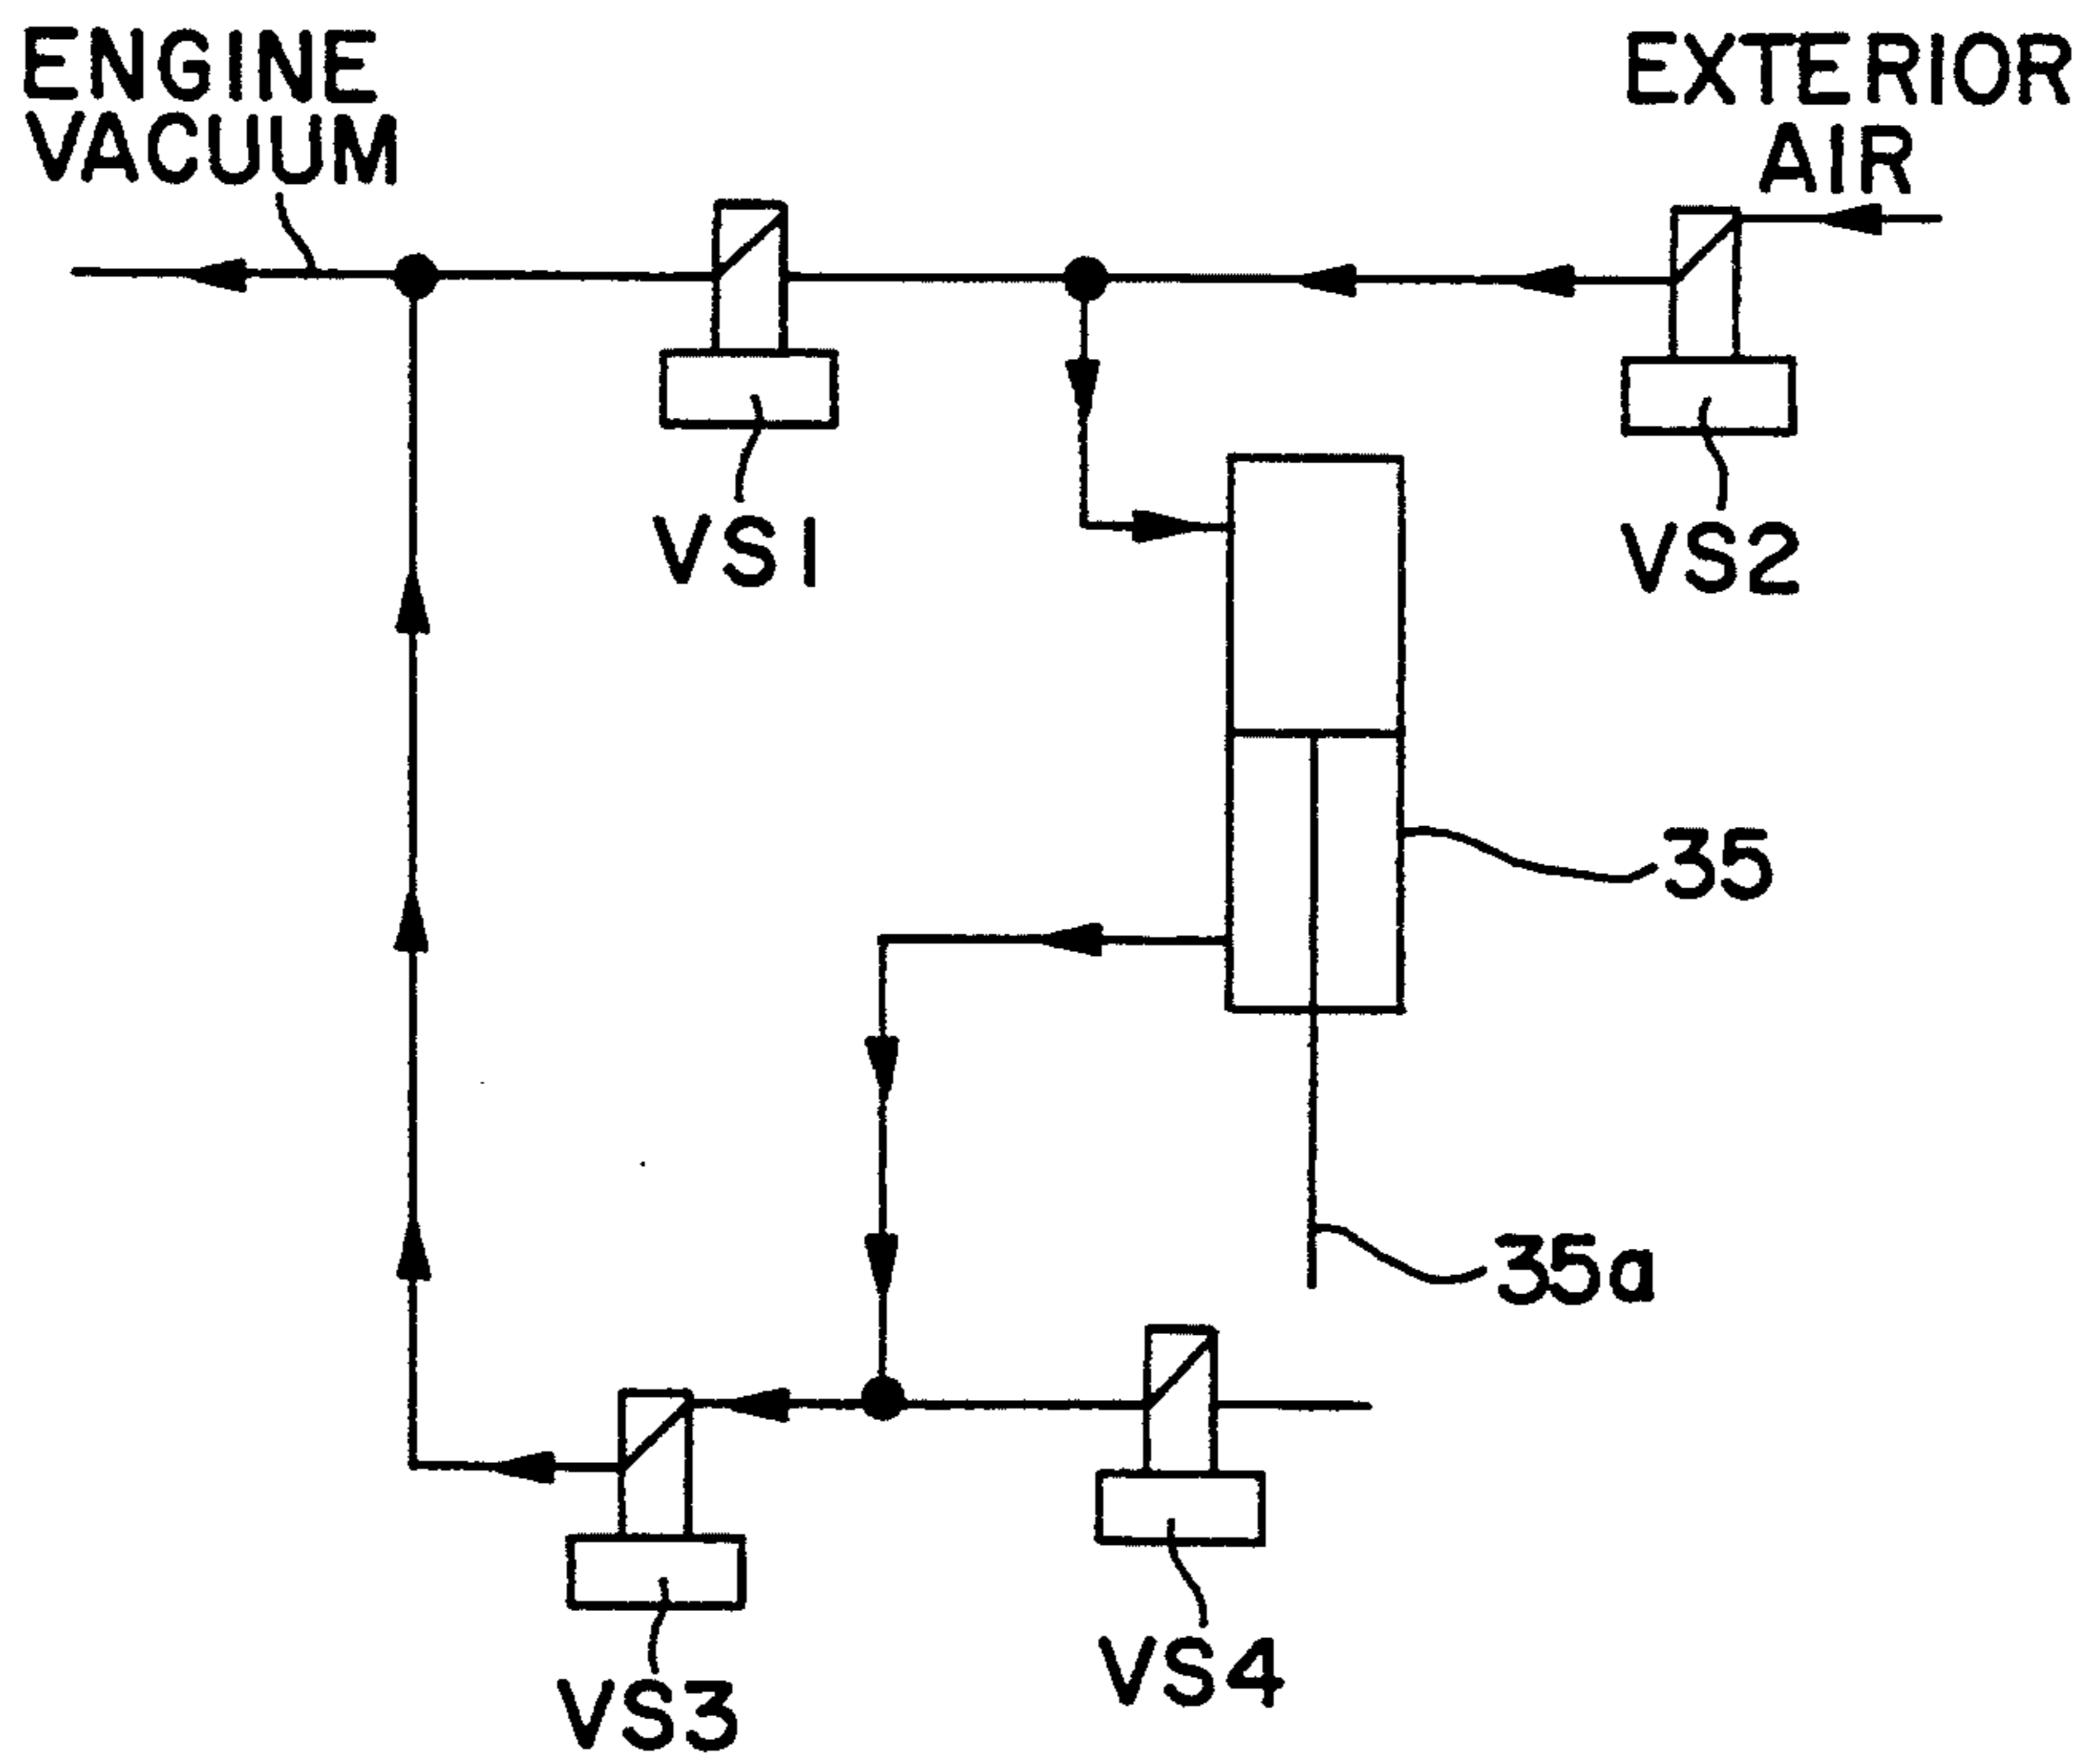 ENGINE
VACUUM
EXTERIOR
AIR
VS1
VS2
35
35a
VS3
VS4